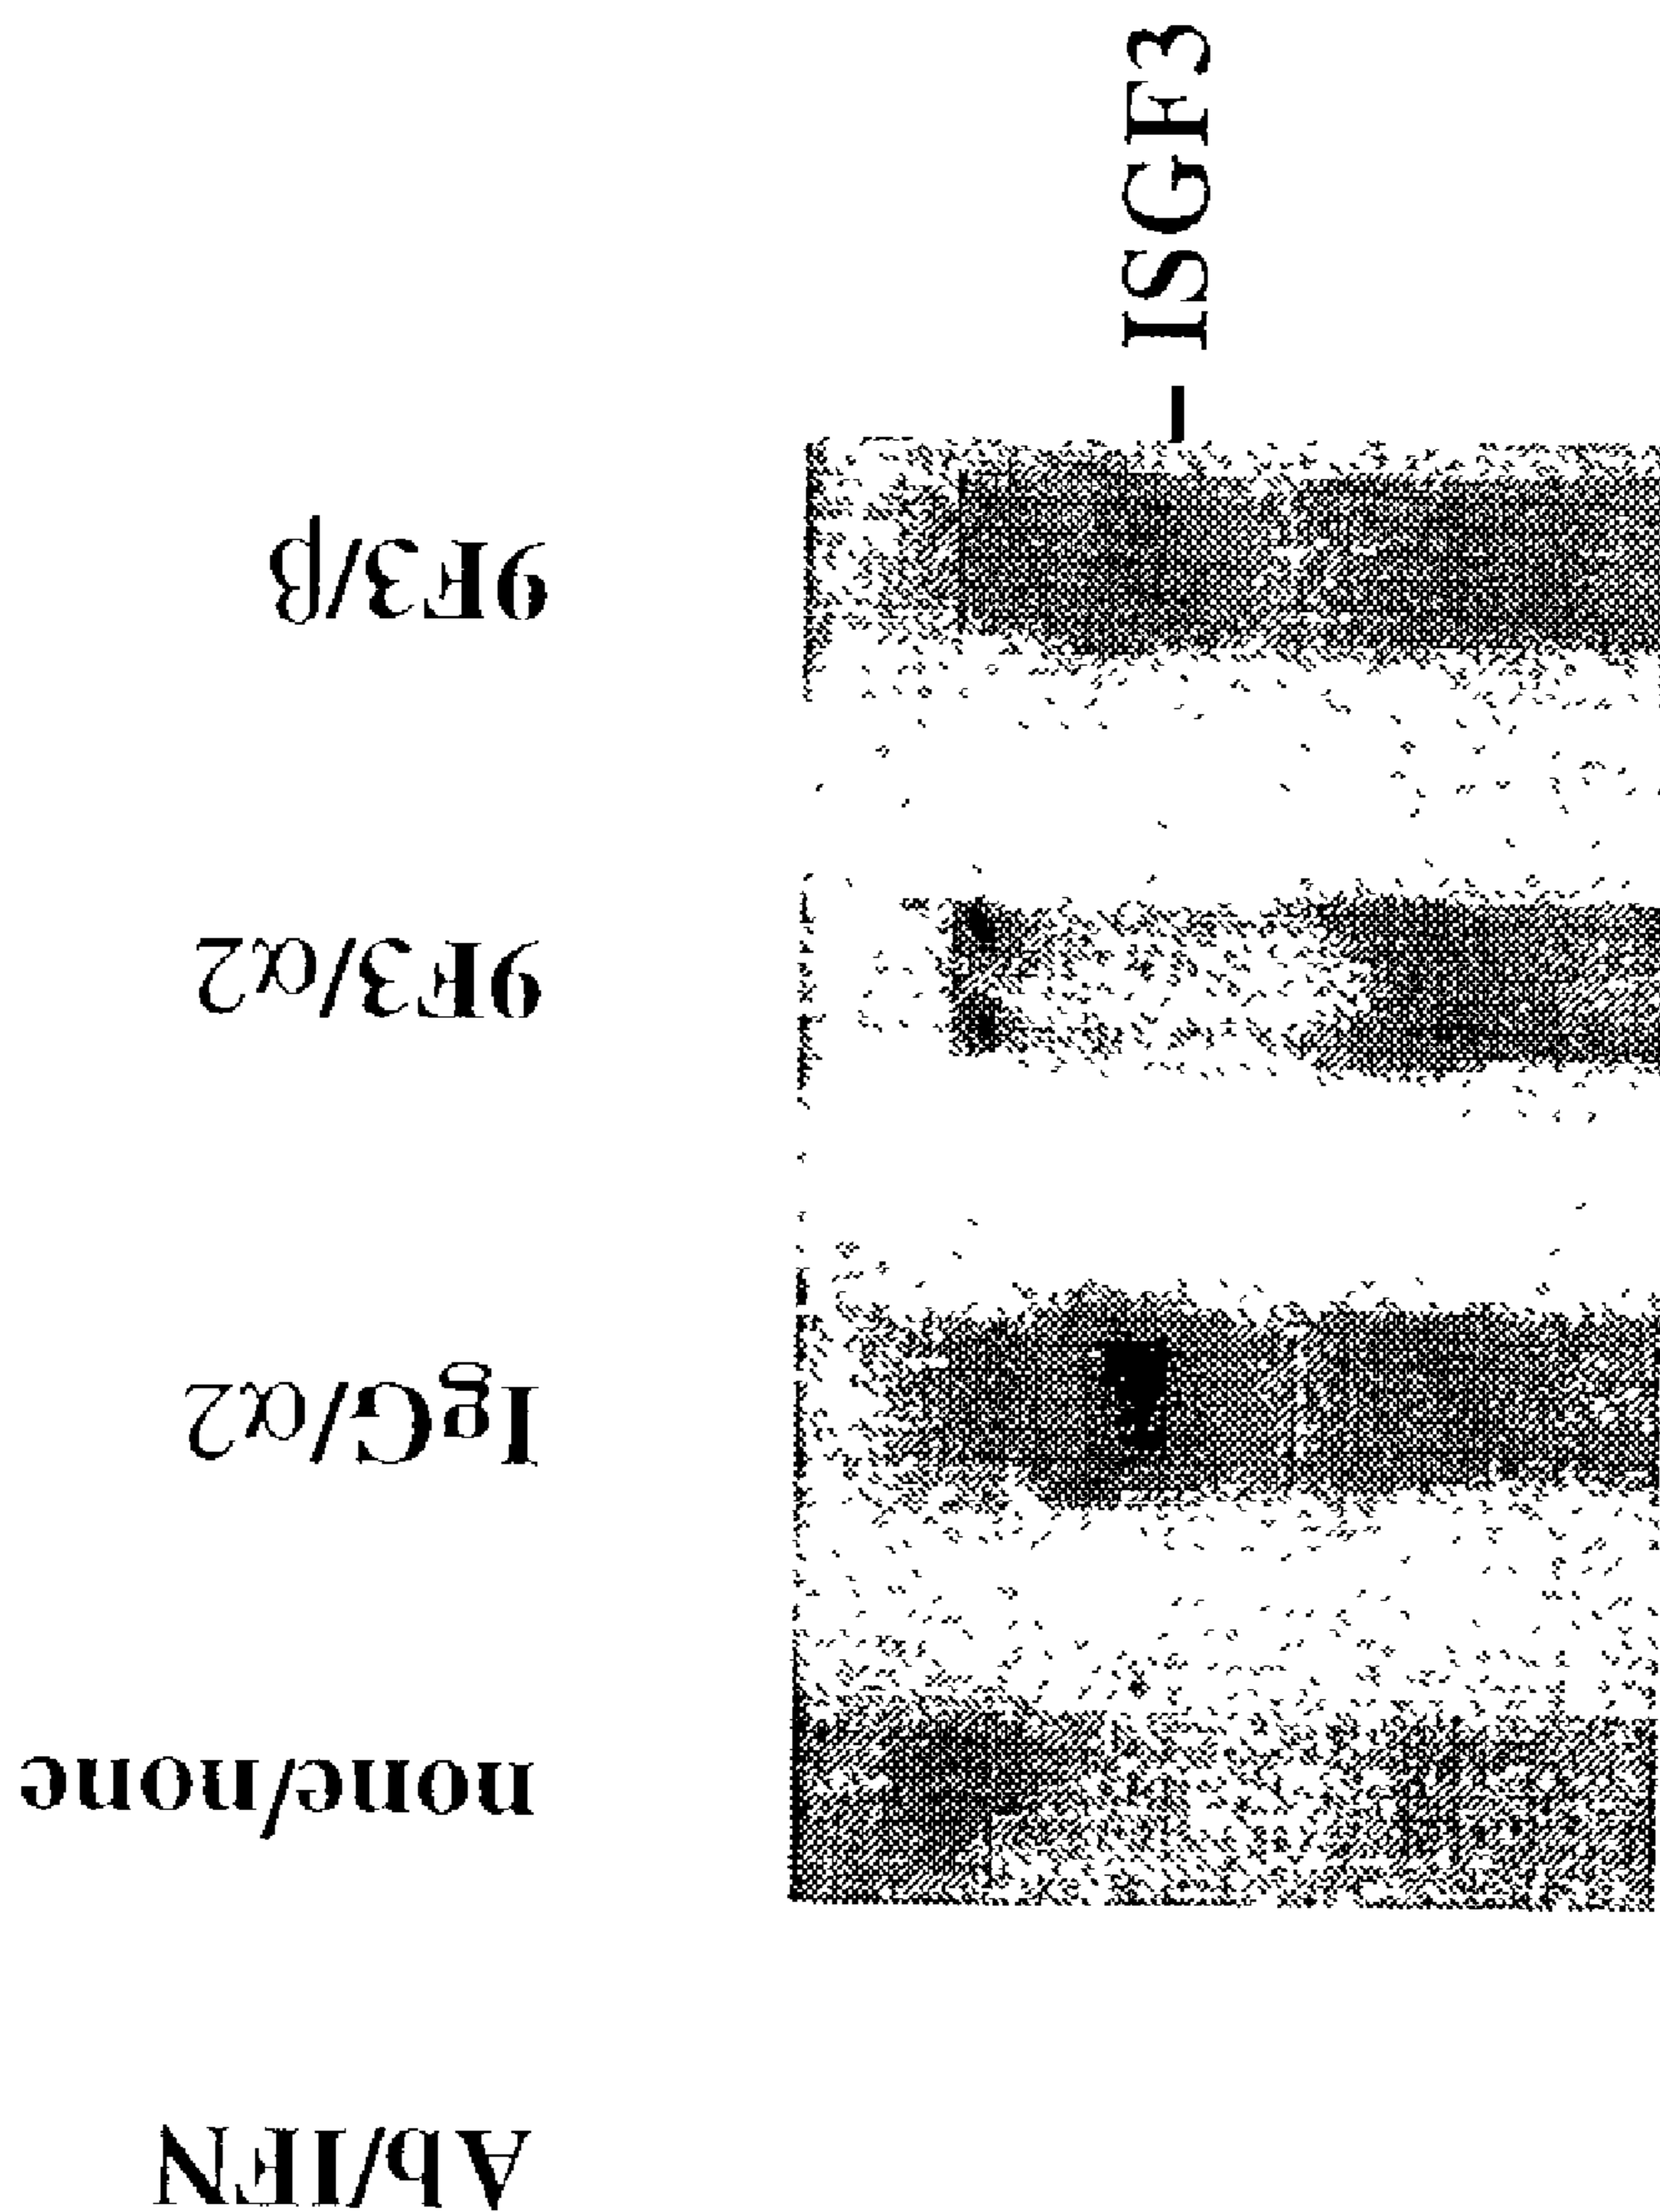 Ab/IFN
none/none
IgG/α2
9F3/α2
9F3/β
ISGF3